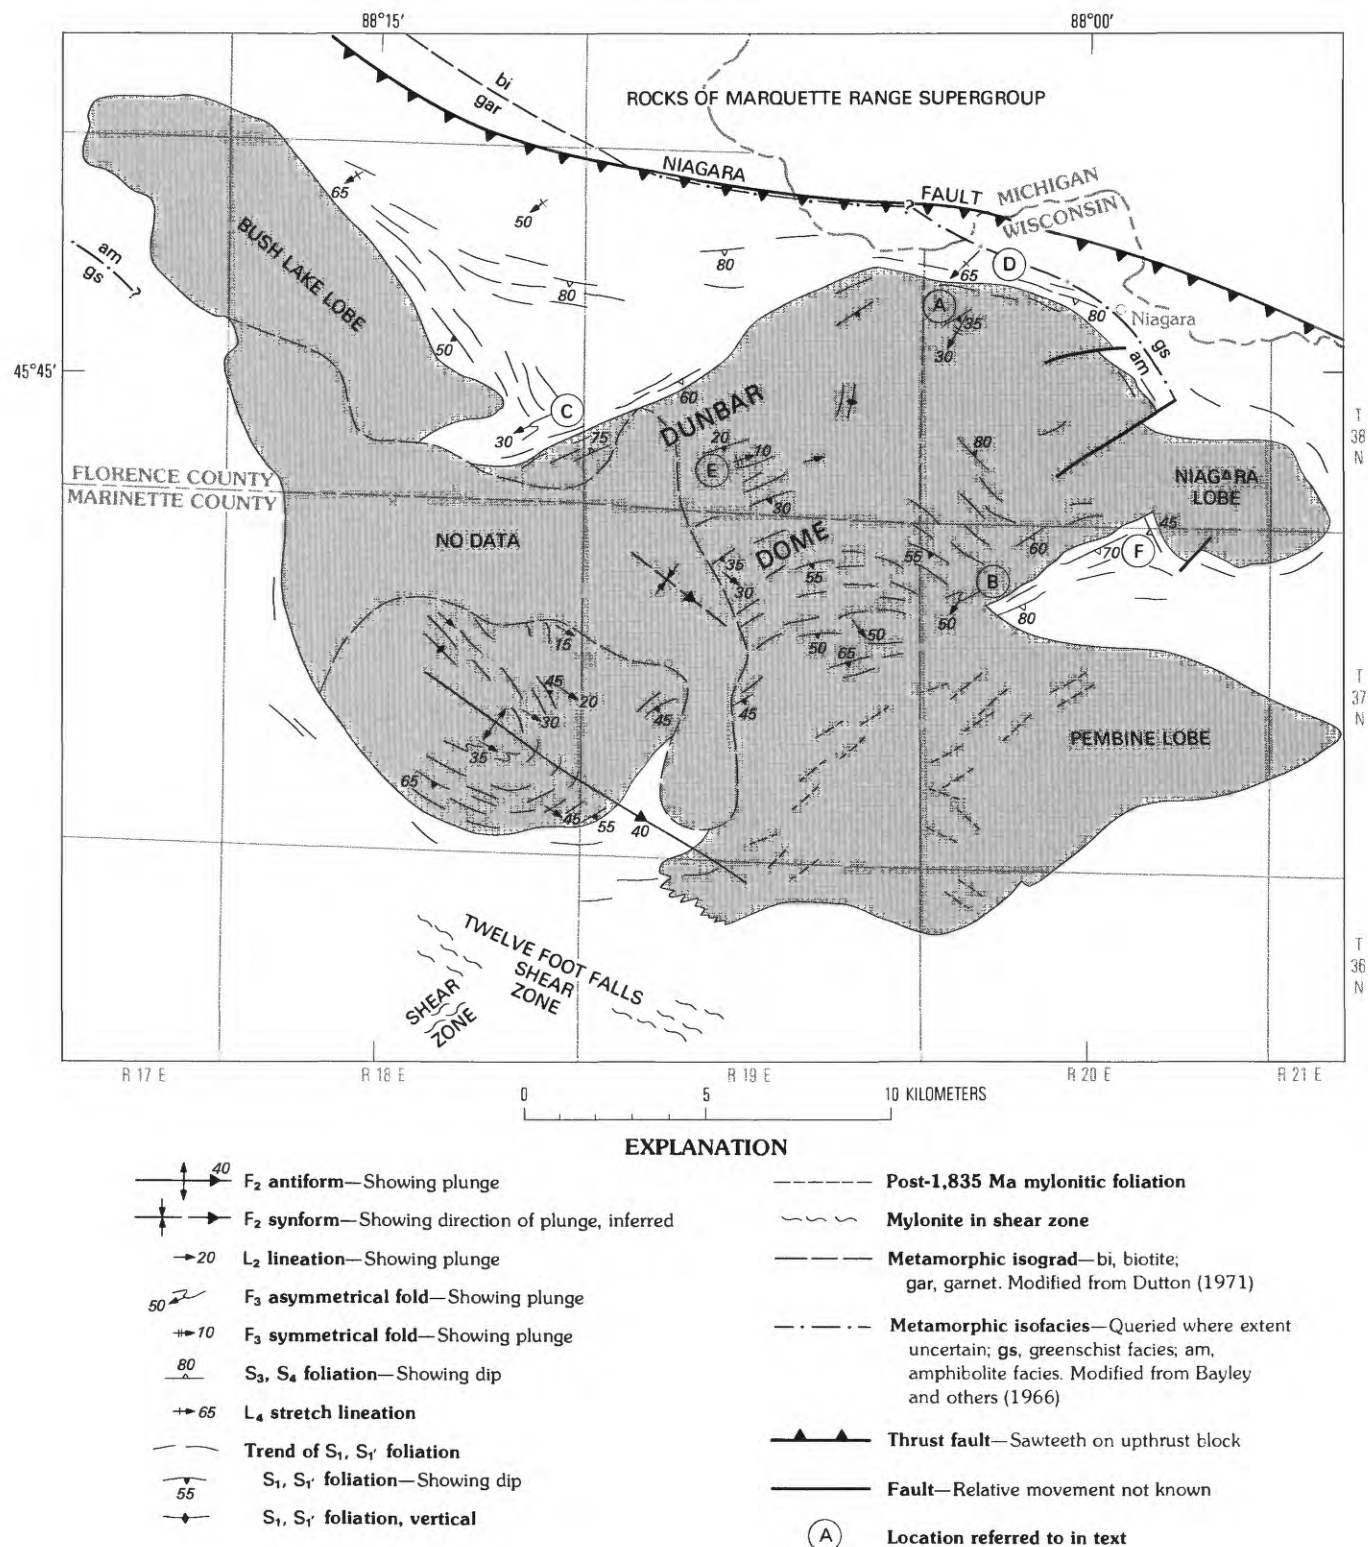 88°15′
88°00′
bi
gar
ROCKS OF MARQUETTE RANGE SUPERGROUP
NIAGARA
FAULT
MICHIGAN
WISCONSIN
?
65
50
BUSH LAKE LOBE
am
gs
?
80
80
65
D
A
80
Niagara
35
30
gs
am
50
45°45′
C
30
60
75
DUNBAR
20
10
E
80
T
38
N
FLORENCE COUNTY
MARINETTE COUNTY
30
NIAGARA
LOBE
NO DATA
DOME
45
60
70
F
35
30
55
55
B
50
80
15
50
50
65
45
20
30
45
45
35
T
37
N
PEMBINE LOBE
65
45
55
40
TWELVE FOOT FALLS
SHEAR
ZONE
SHEAR
ZONE
T
36
N
R 17 E
R 18 E
R 19 E
R 20 E
R 21 E
0 5 10 KILOMETERS
EXPLANATION
40 F₂ antiform—Showing plunge
F₂ synform—Showing direction of plunge, inferred
20 L₂ lineation—Showing plunge
50 F₃ asymmetrical fold—Showing plunge
10 F₃ symmetrical fold—Showing plunge
80 S₃, S₄ foliation—Showing dip
65 L₄ stretch lineation
Trend of S₁, S₁′ foliation
55 S₁, S₁′ foliation—Showing dip
S₁, S₁′ foliation, vertical
Post-1,835 Ma mylonitic foliation
Mylonite in shear zone
Metamorphic isograd—bi, biotite;
gar, garnet. Modified from Dutton (1971)
Metamorphic isofacies—Queried where extent
uncertain; gs, greenschist facies; am,
amphibolite facies. Modified from Bayley
and others (1966)
Thrust fault—Sawteeth on upthrust block
Fault—Relative movement not known
A Location referred to in text